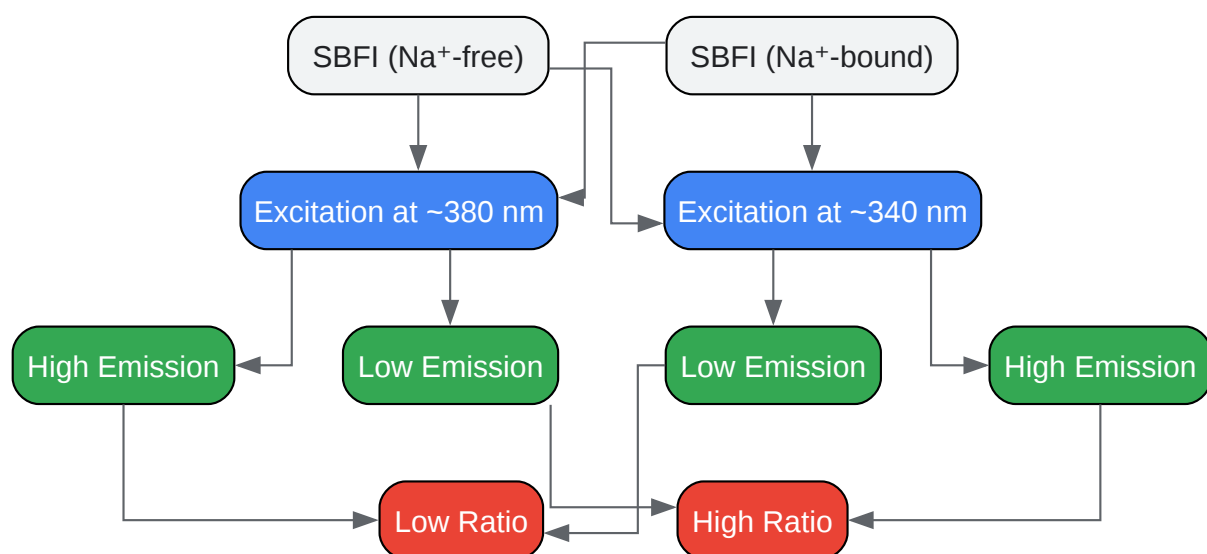 SBFI (Na⁺-free)
SBFI (Na⁺-bound)
Excitation at ~380 nm
Excitation at ~340 nm
High Emission
Low Emission
Low Emission
High Emission
Low Ratio
High Ratio